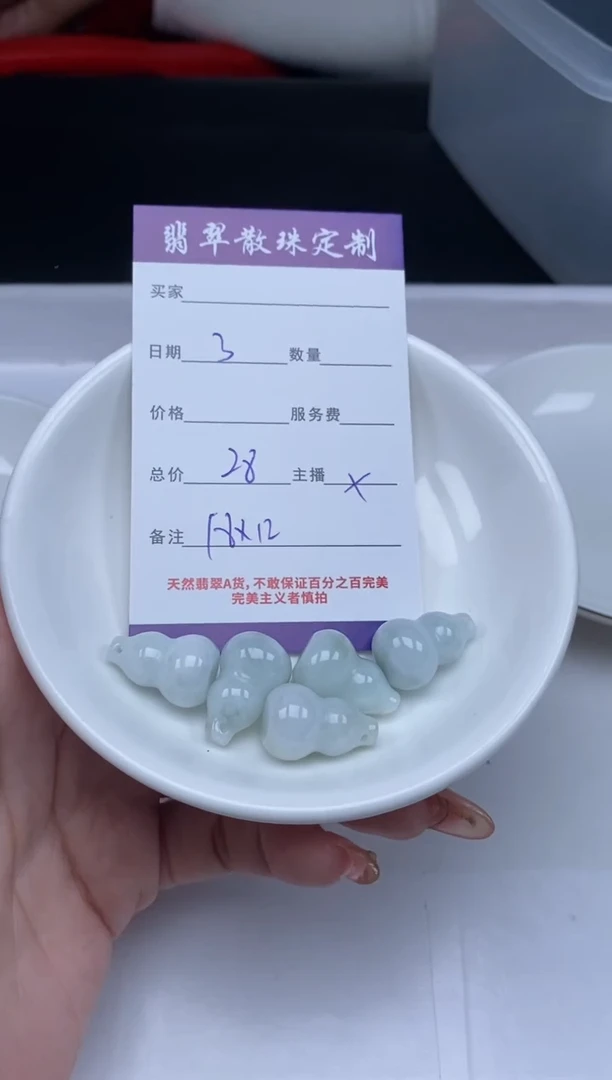 翡翠散珠定制
买家
日期 3 数量
价格 服务费
总价 28 主播 X
备注 18x12
天然翡翠A货,不敢保证百分之百完美
完美主义者慎拍